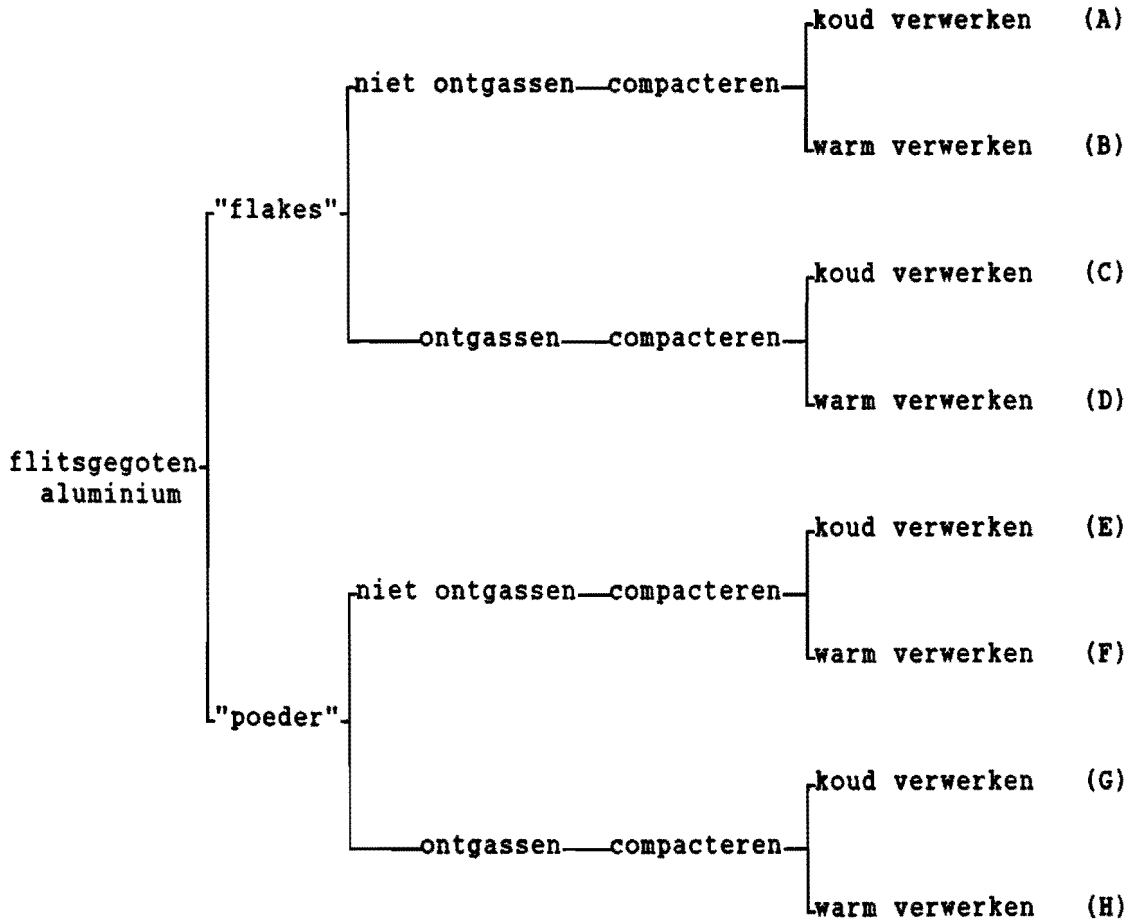 koud verwerken (A)
niet ontgassen compacteren
warm verwerken (B)
"flakes"
koud verwerken (C)
ontgassen compacteren
warm verwerken (D)
flitsgegoten
aluminium
koud verwerken (E)
niet ontgassen compacteren
warm verwerken (F)
"poeder"
koud verwerken (G)
ontgassen compacteren
warm verwerken (H)